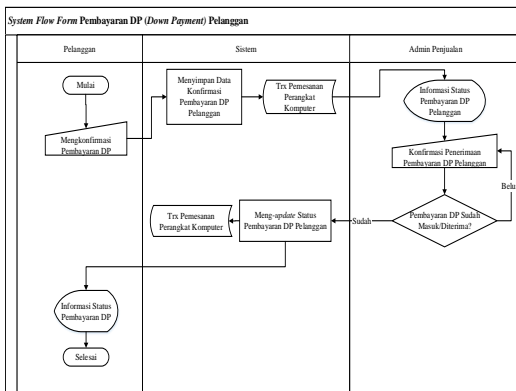 System Flow Form Pembayaran DP (Down Payment) Pelanggan
Pelanggan
Sistem
Admin Penjualan
Mulai
Mengkonfirmasi
Pembayaran DP
Menyimpan Data
Konfirmasi
Pembayaran DP
Pelanggan
Trx Pemesanan
Perangkat
Komputer
Informasi Status
Pembayaran DP
Pelanggan
Konfirmasi Penerimaan
Pembayaran DP Pelanggan
Belu
Pembayaran DP Sudah
Masuk/Diterima?
Sudah
Meng-update Status
Pembayaran DP Pelanggan
Trx Pemesanan
Perangkat Komputer
Informasi Status
Pembayaran DP
Selesai